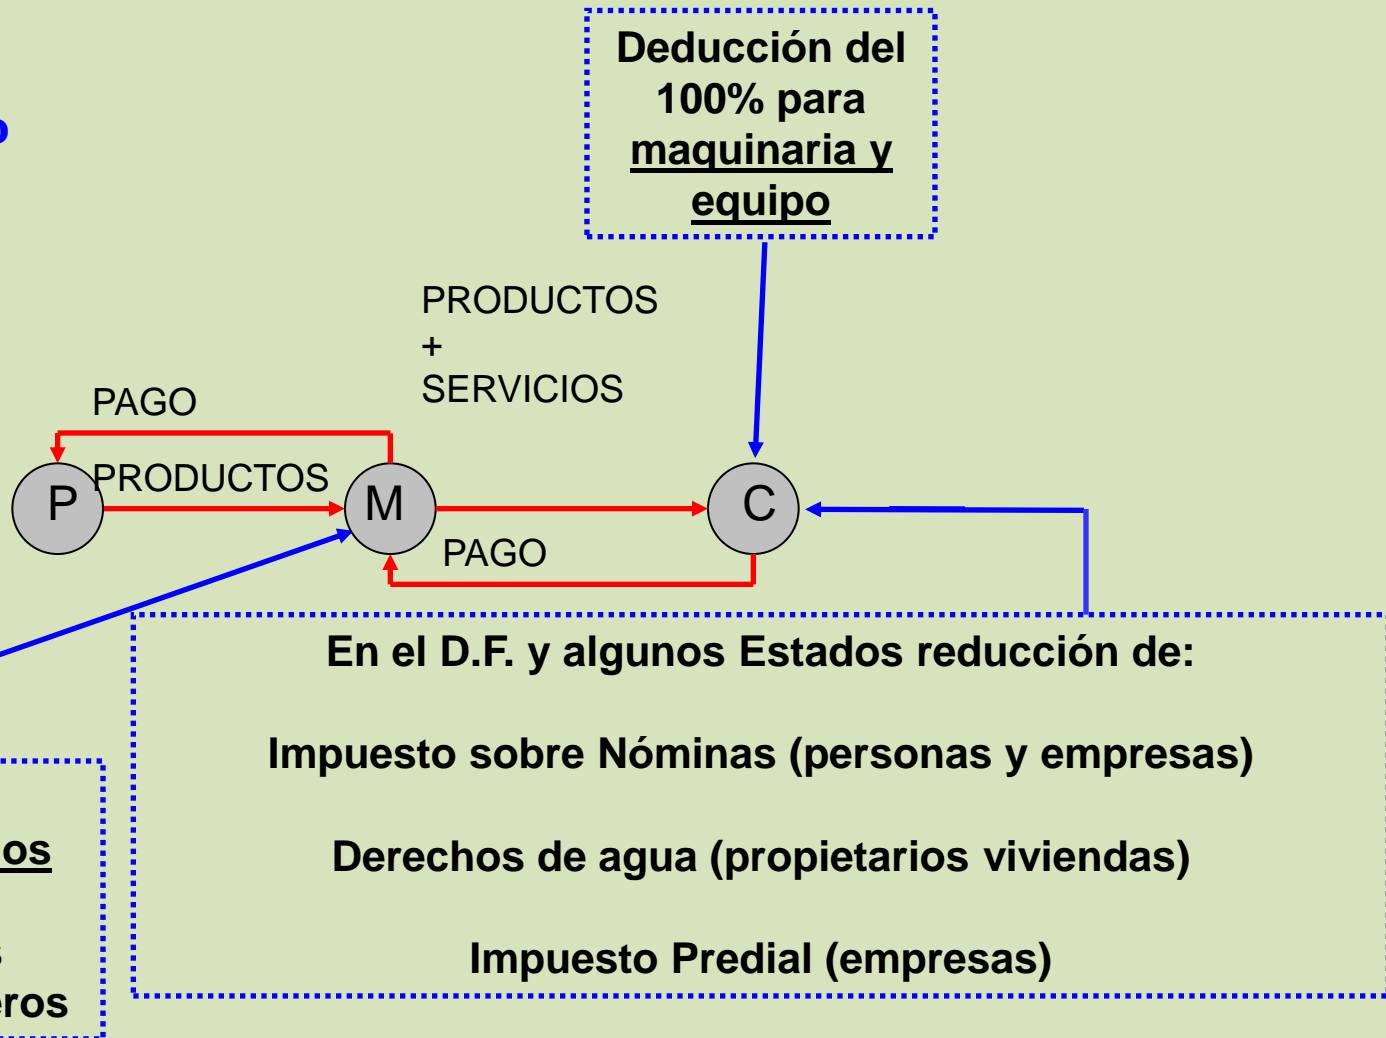 Deducción del
100% para
maquinaria y
equipo
PRODUCTOS
+
SERVICIOS
PAGO
PRODUCTOS
P
M
C
PAGO
En el D.F. y algunos Estados reducción de:
Impuesto sobre Nóminas (personas y empresas)
Derechos de agua (propietarios viviendas)
Impuesto Predial (empresas)